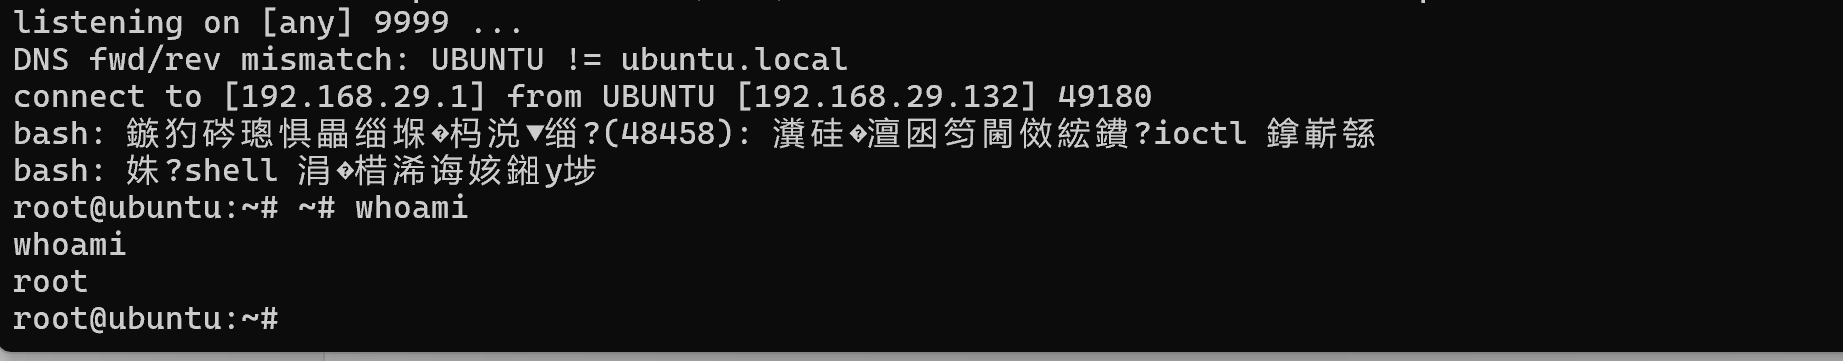 listening on [any] 9999 ...
DNS fwd/rev mismatch: UBUNTU != ubuntu.local
connect to [192.168.29.1] from UBUNTU [192.168.29.132] 49180
bash: 鏃犳硶璁惧畾缁堢�杩涗▼缁?(48458): 瀵硅�澶囦笉閫傚綋鐨?ioctl 鎿嶄綔
bash: 姝?shell 涓�棤浠诲姟鎺у埗
root@ubuntu:~# ~# whoami
whoami
root
root@ubuntu:~#